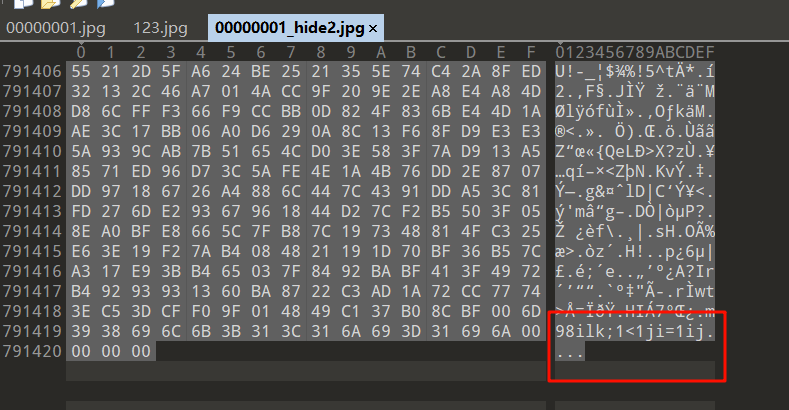 00000001.jpg 123.jpg 00000001_hide2.jpg ×
0 1 2 3 4 5 6 7 8 9 A B C D E F 0123456789ABCDEF
791406 55 21 2D 5F A6 24 BE 25 21 35 5E 74 C4 2A 8F ED U!-_¦$¾%!5^tÄ*.í
791407 32 13 2C 46 A7 01 4A CC 9F 20 9E 2E A8 E4 A8 4D 2.,F§.JÌŸ ž.¨ä¨M
791408 D8 6C FF F3 66 F9 CC BB 0D 82 4F 83 6B E4 4D 1A ØlÿófùÌ».‚OƒkäM.
791409 AE 3C 17 BB 06 A0 D6 29 0A 8C 13 F6 8F D9 E3 E3 ®<.». Ö).Œ.ö.Ùãã
791410 5A 93 9C AB 7B 51 65 4C D0 3E 58 3F 7A D9 13 A5 Z“œ«{QeLÐ>X?zÙ.¥
791411 85 71 ED 96 D7 3C 5A FE 4E 1A 4B 76 DD 2E 87 07 …qí–×<ZþN.KvÝ.‡.
791412 DD 97 18 67 26 A4 88 6C 44 7C 43 91 DD A5 3C 81 Ý—.g&¤ˆlD|C‘Ý¥<.
791413 FD 27 6D E2 93 67 96 18 44 D2 7C F2 B5 50 3F 05 ý'mâ“g–.DÒ|òµP?.
791414 8E A0 BF E8 66 5C 7F B8 7C 19 73 48 81 4F C3 25 Ž ¿èf\.¸|.sH.OÃ%
791415 E6 3E 19 F2 7A B4 08 48 21 19 1D 70 BF 36 B5 7C æ>.òz´.H!..p¿6µ|
791416 A3 17 E9 3B B4 65 03 7F 84 92 BA BF 41 3F 49 72 £.é;´e..„’º¿A?Ir
791417 B4 92 93 93 13 60 BA 87 22 C3 AD 1A 72 CC 77 74 ´’““.`º‡"Ã-.rÌwt
791418 3E C5 3D CF F0 9F 01 48 49 C1 37 B0 8C BF 00 6D >Å=ÏðŸ.HIÁ7°Œ¿.m
791419 39 38 69 6C 6B 3B 31 3C 31 6A 69 3D 31 69 6A 00 98ilk;1<1ji=1ij.
791420 00 00 00 ...